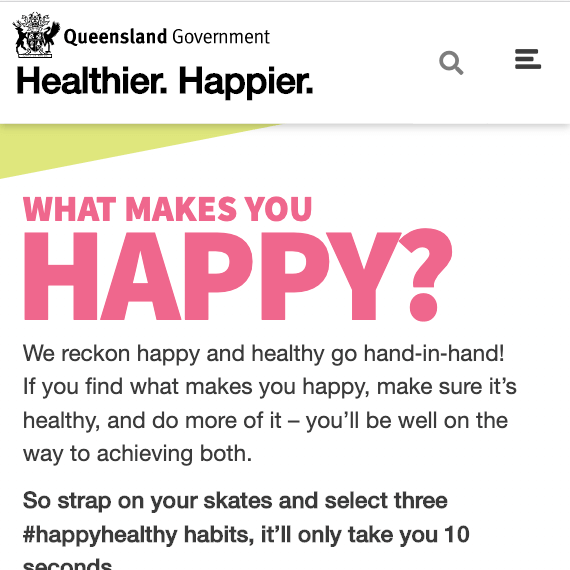 Queensland Government
Healthier. Happier.
WHAT MAKES YOU
HAPPY?
We reckon happy and healthy go hand-in-hand!
If you find what makes you happy, make sure it's
healthy, and do more of it – you'll be well on the
way to achieving both.
So strap on your skates and select three
#happyhealthy habits, it'll only take you 10
seconds